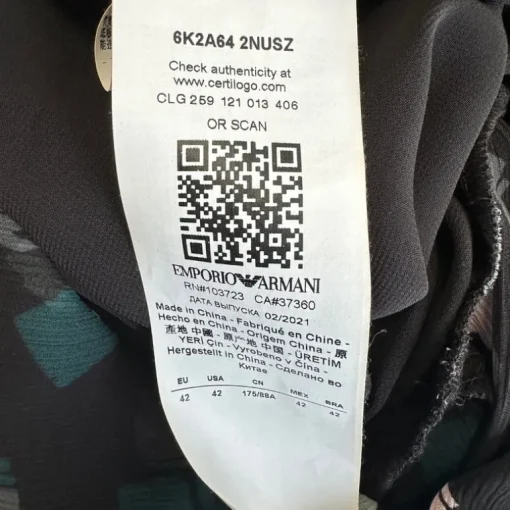 6K2A64 2NUSZ
Check authenticity at
www.certilogo.com
CLG 259 121 013 406
OR SCAN
EMPORIO ARMANI
RN#103723 CA#37360
ДАТА ВЫПУСКА 02/2021
Made in China - Fabriqué en Chine -
Hecho en China - Origem China - 原
產地 中國 - 原产地 中国 - ÜRETİM
YERİ Çin - Vyrobeno v Čína -
Hergestellt in China - Сделано во
Китае
EU USA CN MEX BRA
42 42 175/88A 42 42